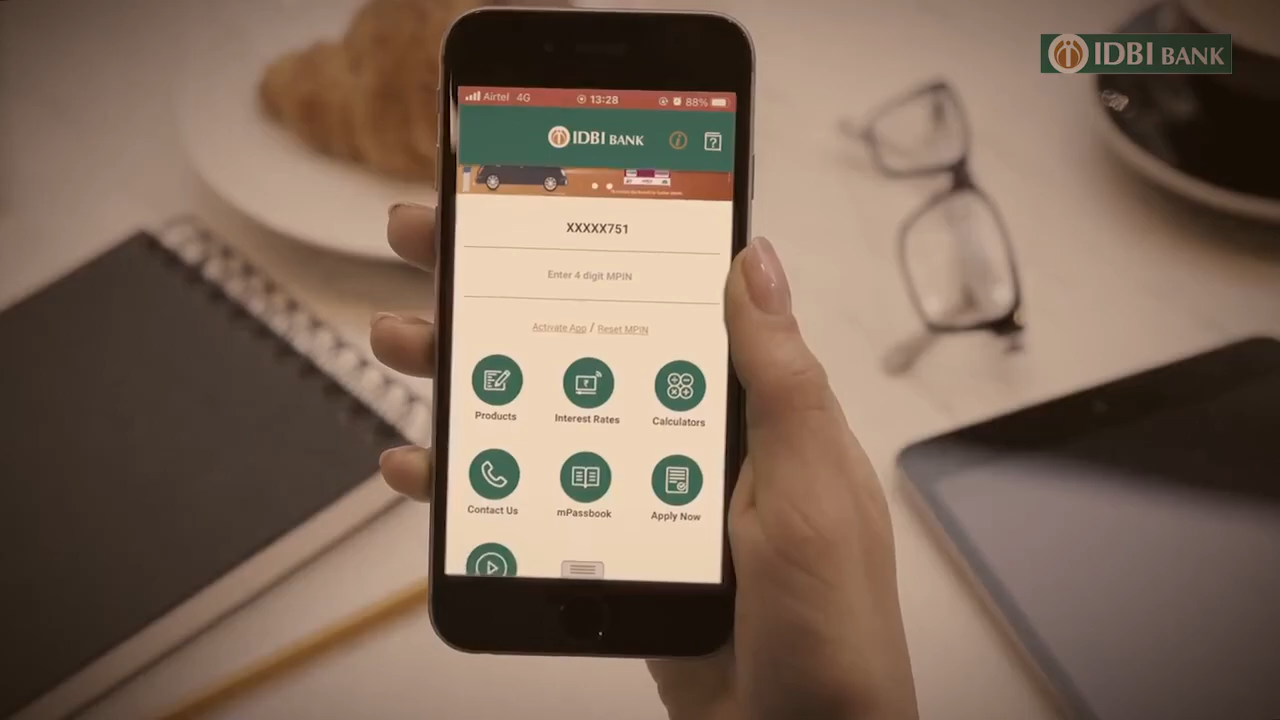 IDBI BANK
Airtel 4G 13:28 88%
IDBI BANK
XXXXX751
Enter 4 digit MPIN
Activate App / Reset MPIN
Products Interest Rates Calculators
Contact Us mPassbook Apply Now